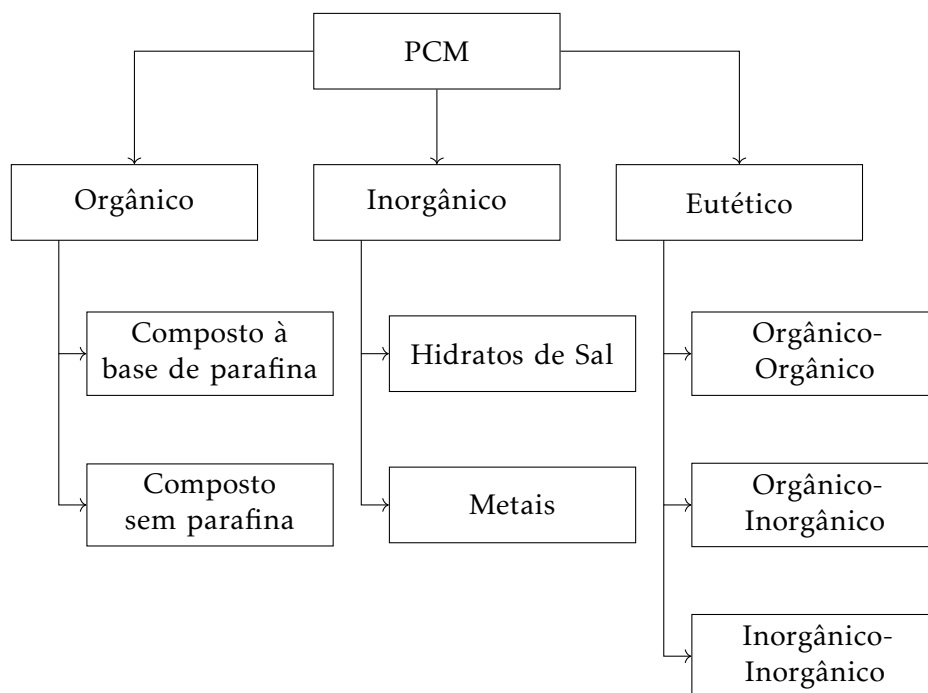 PCM
Orgânico
Inorgânico
Eutético
Composto à
base de parafina
Hidratos de Sal
Orgânico-
Orgânico
Composto
sem parafina
Metais
Orgânico-
Inorgânico
Inorgânico-
Inorgânico